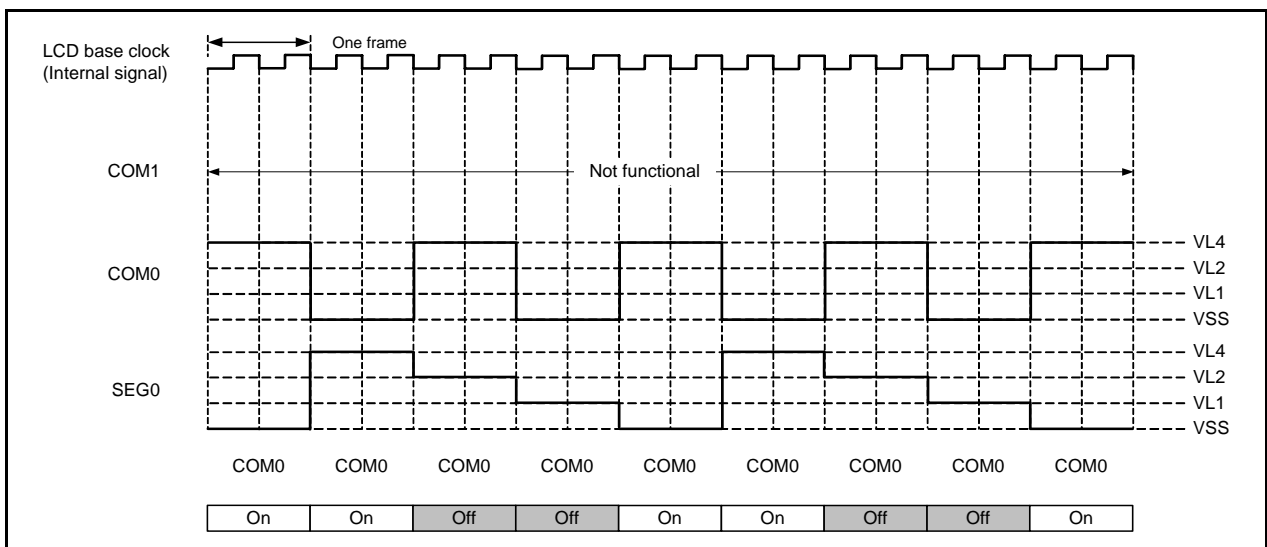 LCD base clock
(Internal signal)
One frame
COM1
Not functional
COM0
VL4
VL2
VL1
VSS
SEG0
VL4
VL2
VL1
VSS
COM0 COM0 COM0 COM0 COM0 COM0 COM0 COM0 COM0
On On Off Off On On Off Off On